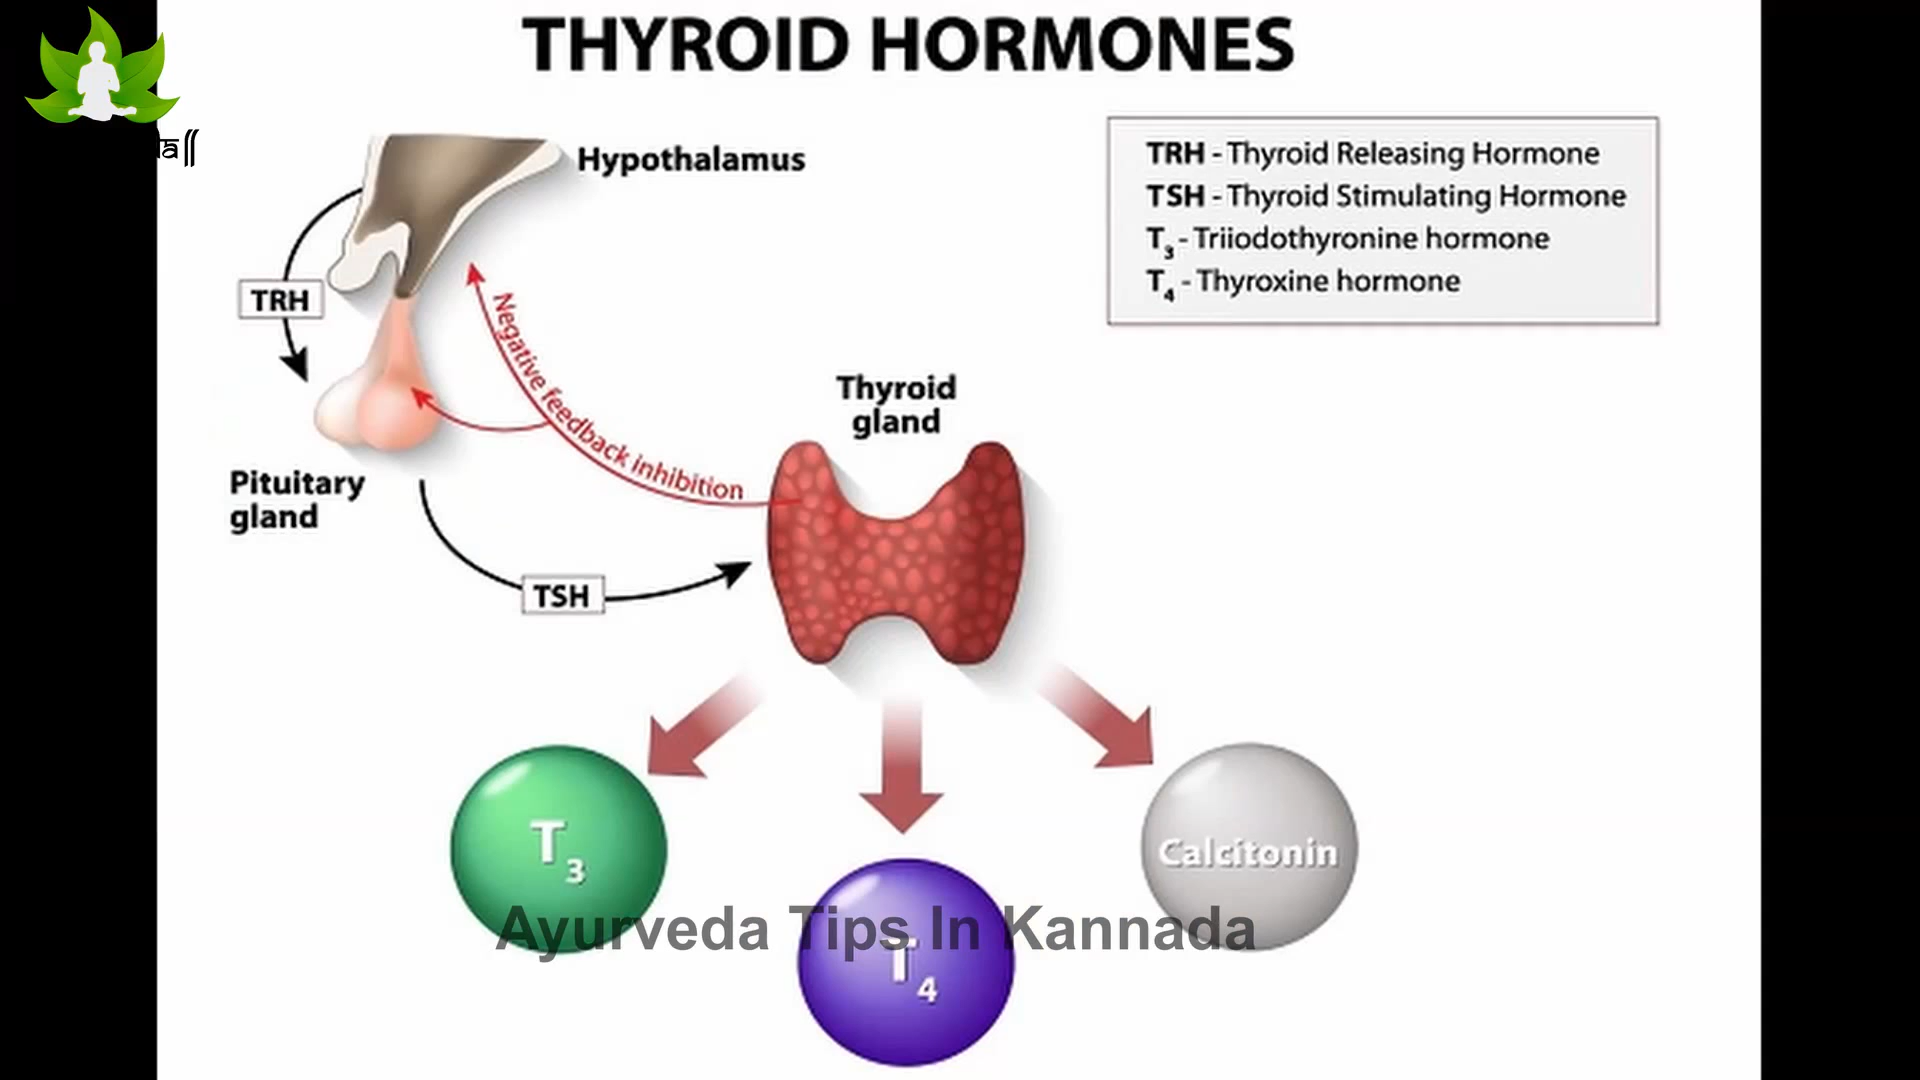 THYROID HORMONES
Hypothalamus
TRH - Thyroid Releasing Hormone
TSH - Thyroid Stimulating Hormone
T₃ - Triiodothyronine hormone
T₄ - Thyroxine hormone
TRH
Negative feedback inhibition
Thyroid
gland
Pituitary
gland
TSH
T₃
Calcitonin
Ayurveda Tips In Kannada
T₄